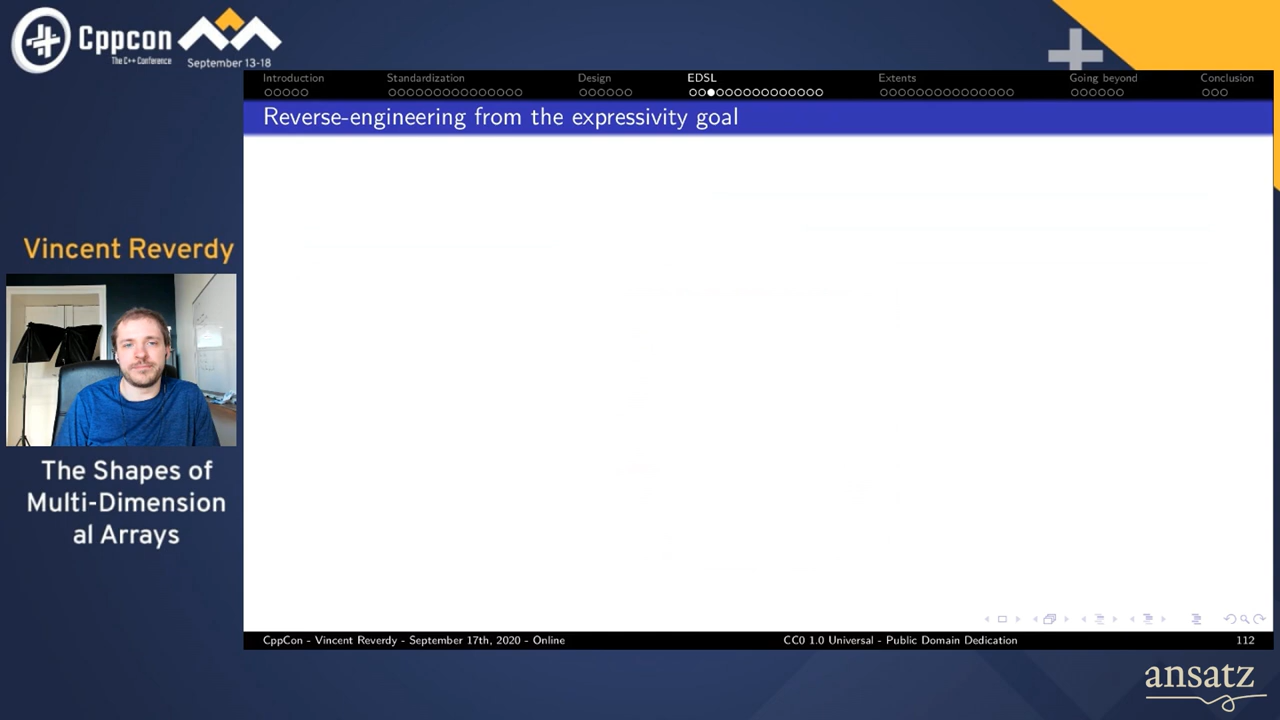 Cppcon
The C++ Conference
September 13-18
Introduction
Standardization
Design
EDSL
Extents
Going beyond
Conclusion
Reverse-engineering from the expressivity goal
Vincent Reverdy
The Shapes of
Multi-Dimension
al Arrays
CppCon - Vincent Reverdy - September 17th, 2020 - Online
CC0 1.0 Universal - Public Domain Dedication
112
ansatz